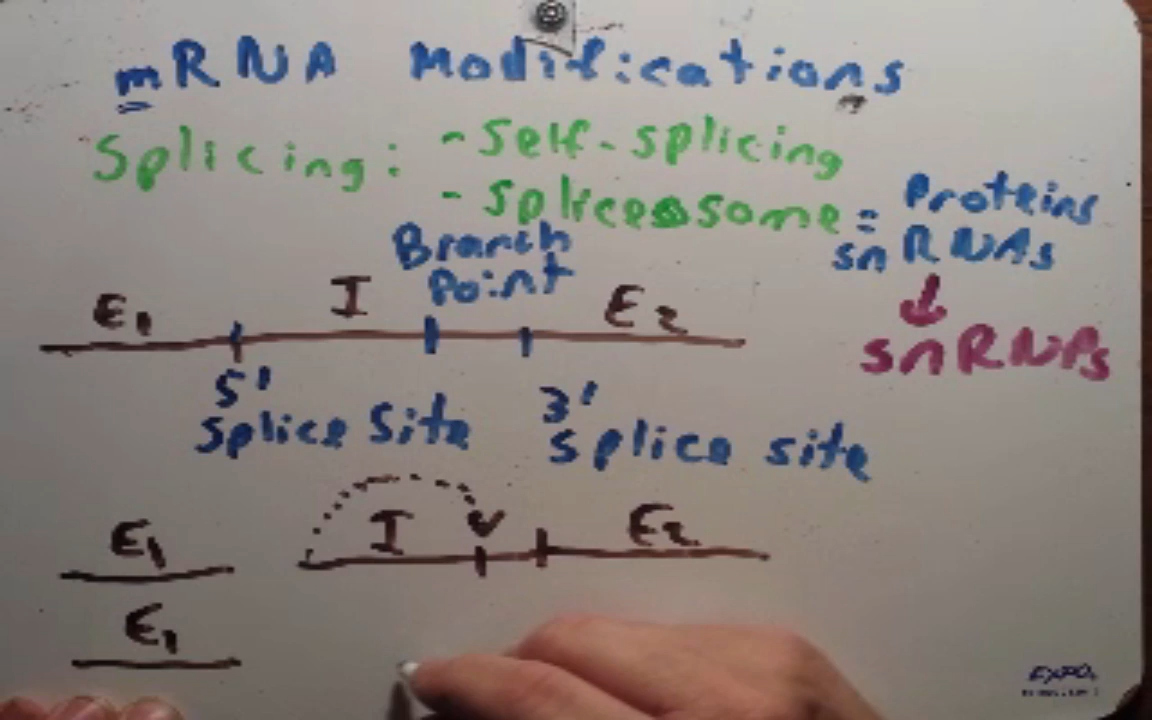 mRNA Modifications
Splicing: - Self-splicing
- Spliceosome = Proteins
snRNAs
snRNPs
Branch
Point
E1 I E2
5'
Splice Site
3'
Splice site
E1 I E2
E1
EXPO